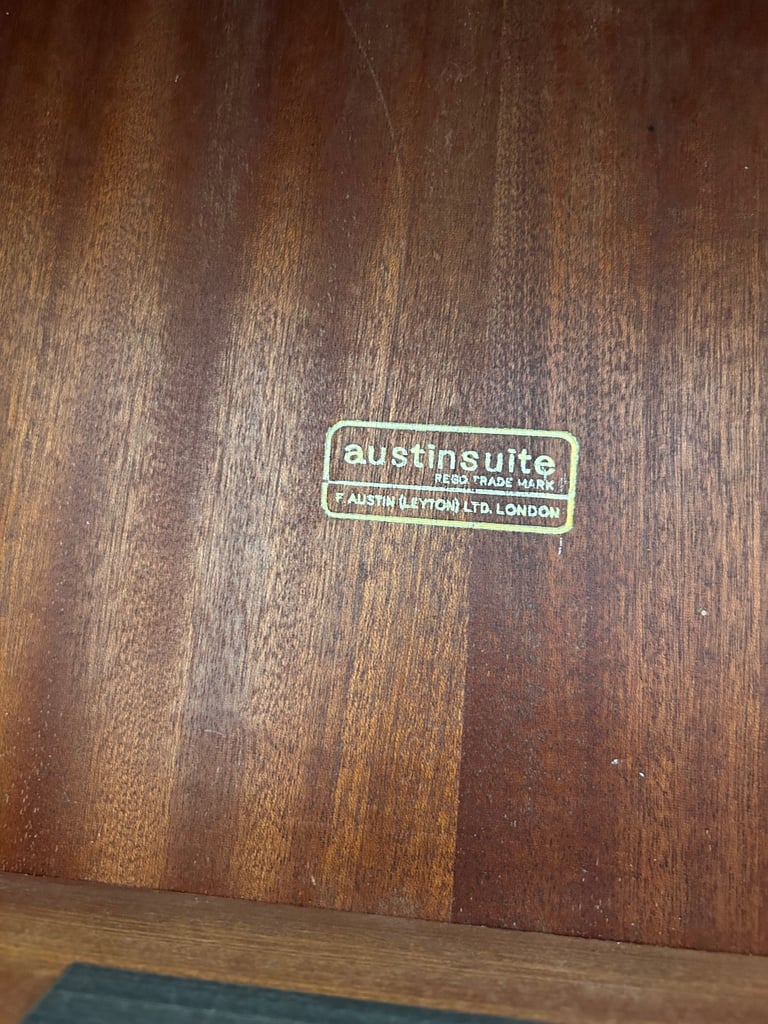 austinsuite
REGD. TRADE MARK
F. AUSTIN (LEYTON) LTD. LONDON